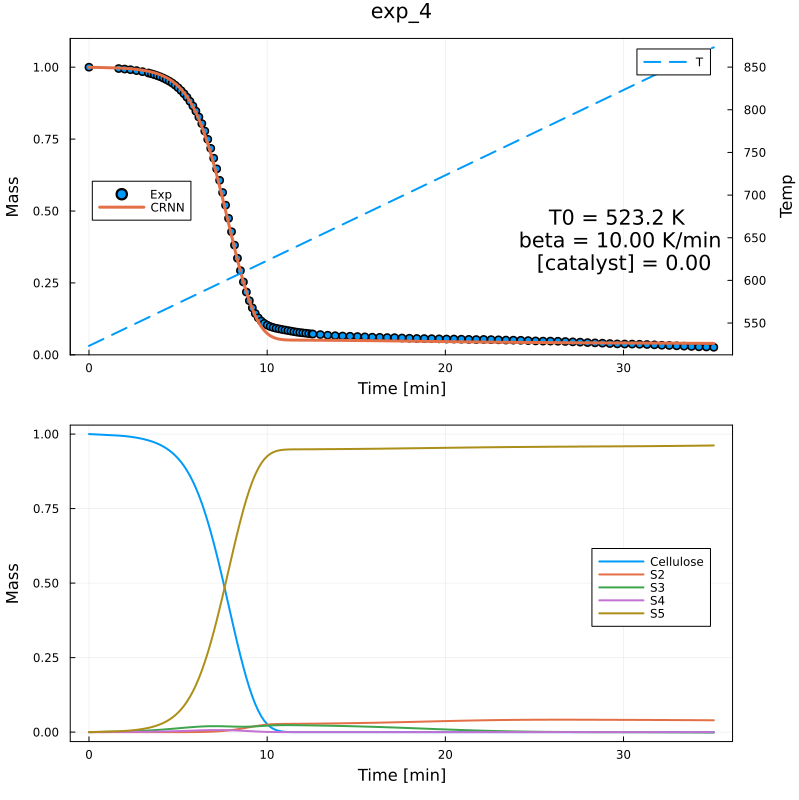 exp_4
1.00
0.75
0.50
0.25
0.00
Mass
850
800
750
700
650
600
550
Temp
T
Exp
CRNN
T0 = 523.2 K
beta = 10.00 K/min
[catalyst] = 0.00
0
10
20
30
Time [min]
1.00
0.75
0.50
0.25
0.00
Mass
Cellulose
S2
S3
S4
S5
0
10
20
30
Time [min]